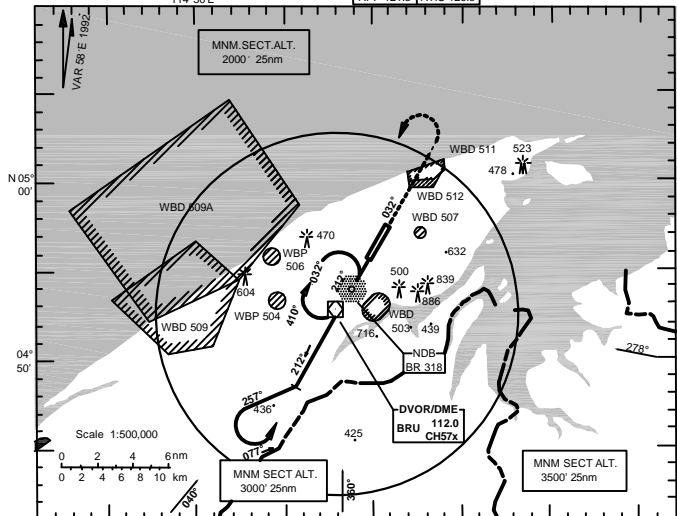 VAR 58'E 1992.
MNM.SECT.ALT.
2000' 25nm
WBD 511
523
478
N 05°
00'
WBD 512
WBD 509A
032°
WBD 507
470
632
WBP
506
032°
212°
500
839
604
886
WBP 504
410°
WBD
503
439
WBD 509
716
04°
50'
NDB
BR 318
278°
212°
257°
436
DVOR/DME
BRU 112.0
CH57x
425
077°
Scale 1:500,000
0 2 4 6nm
0 2 4 6 8 10km
MNM SECT ALT.
3000' 25nm
360°
MNM SECT ALT.
3500' 25nm
040°